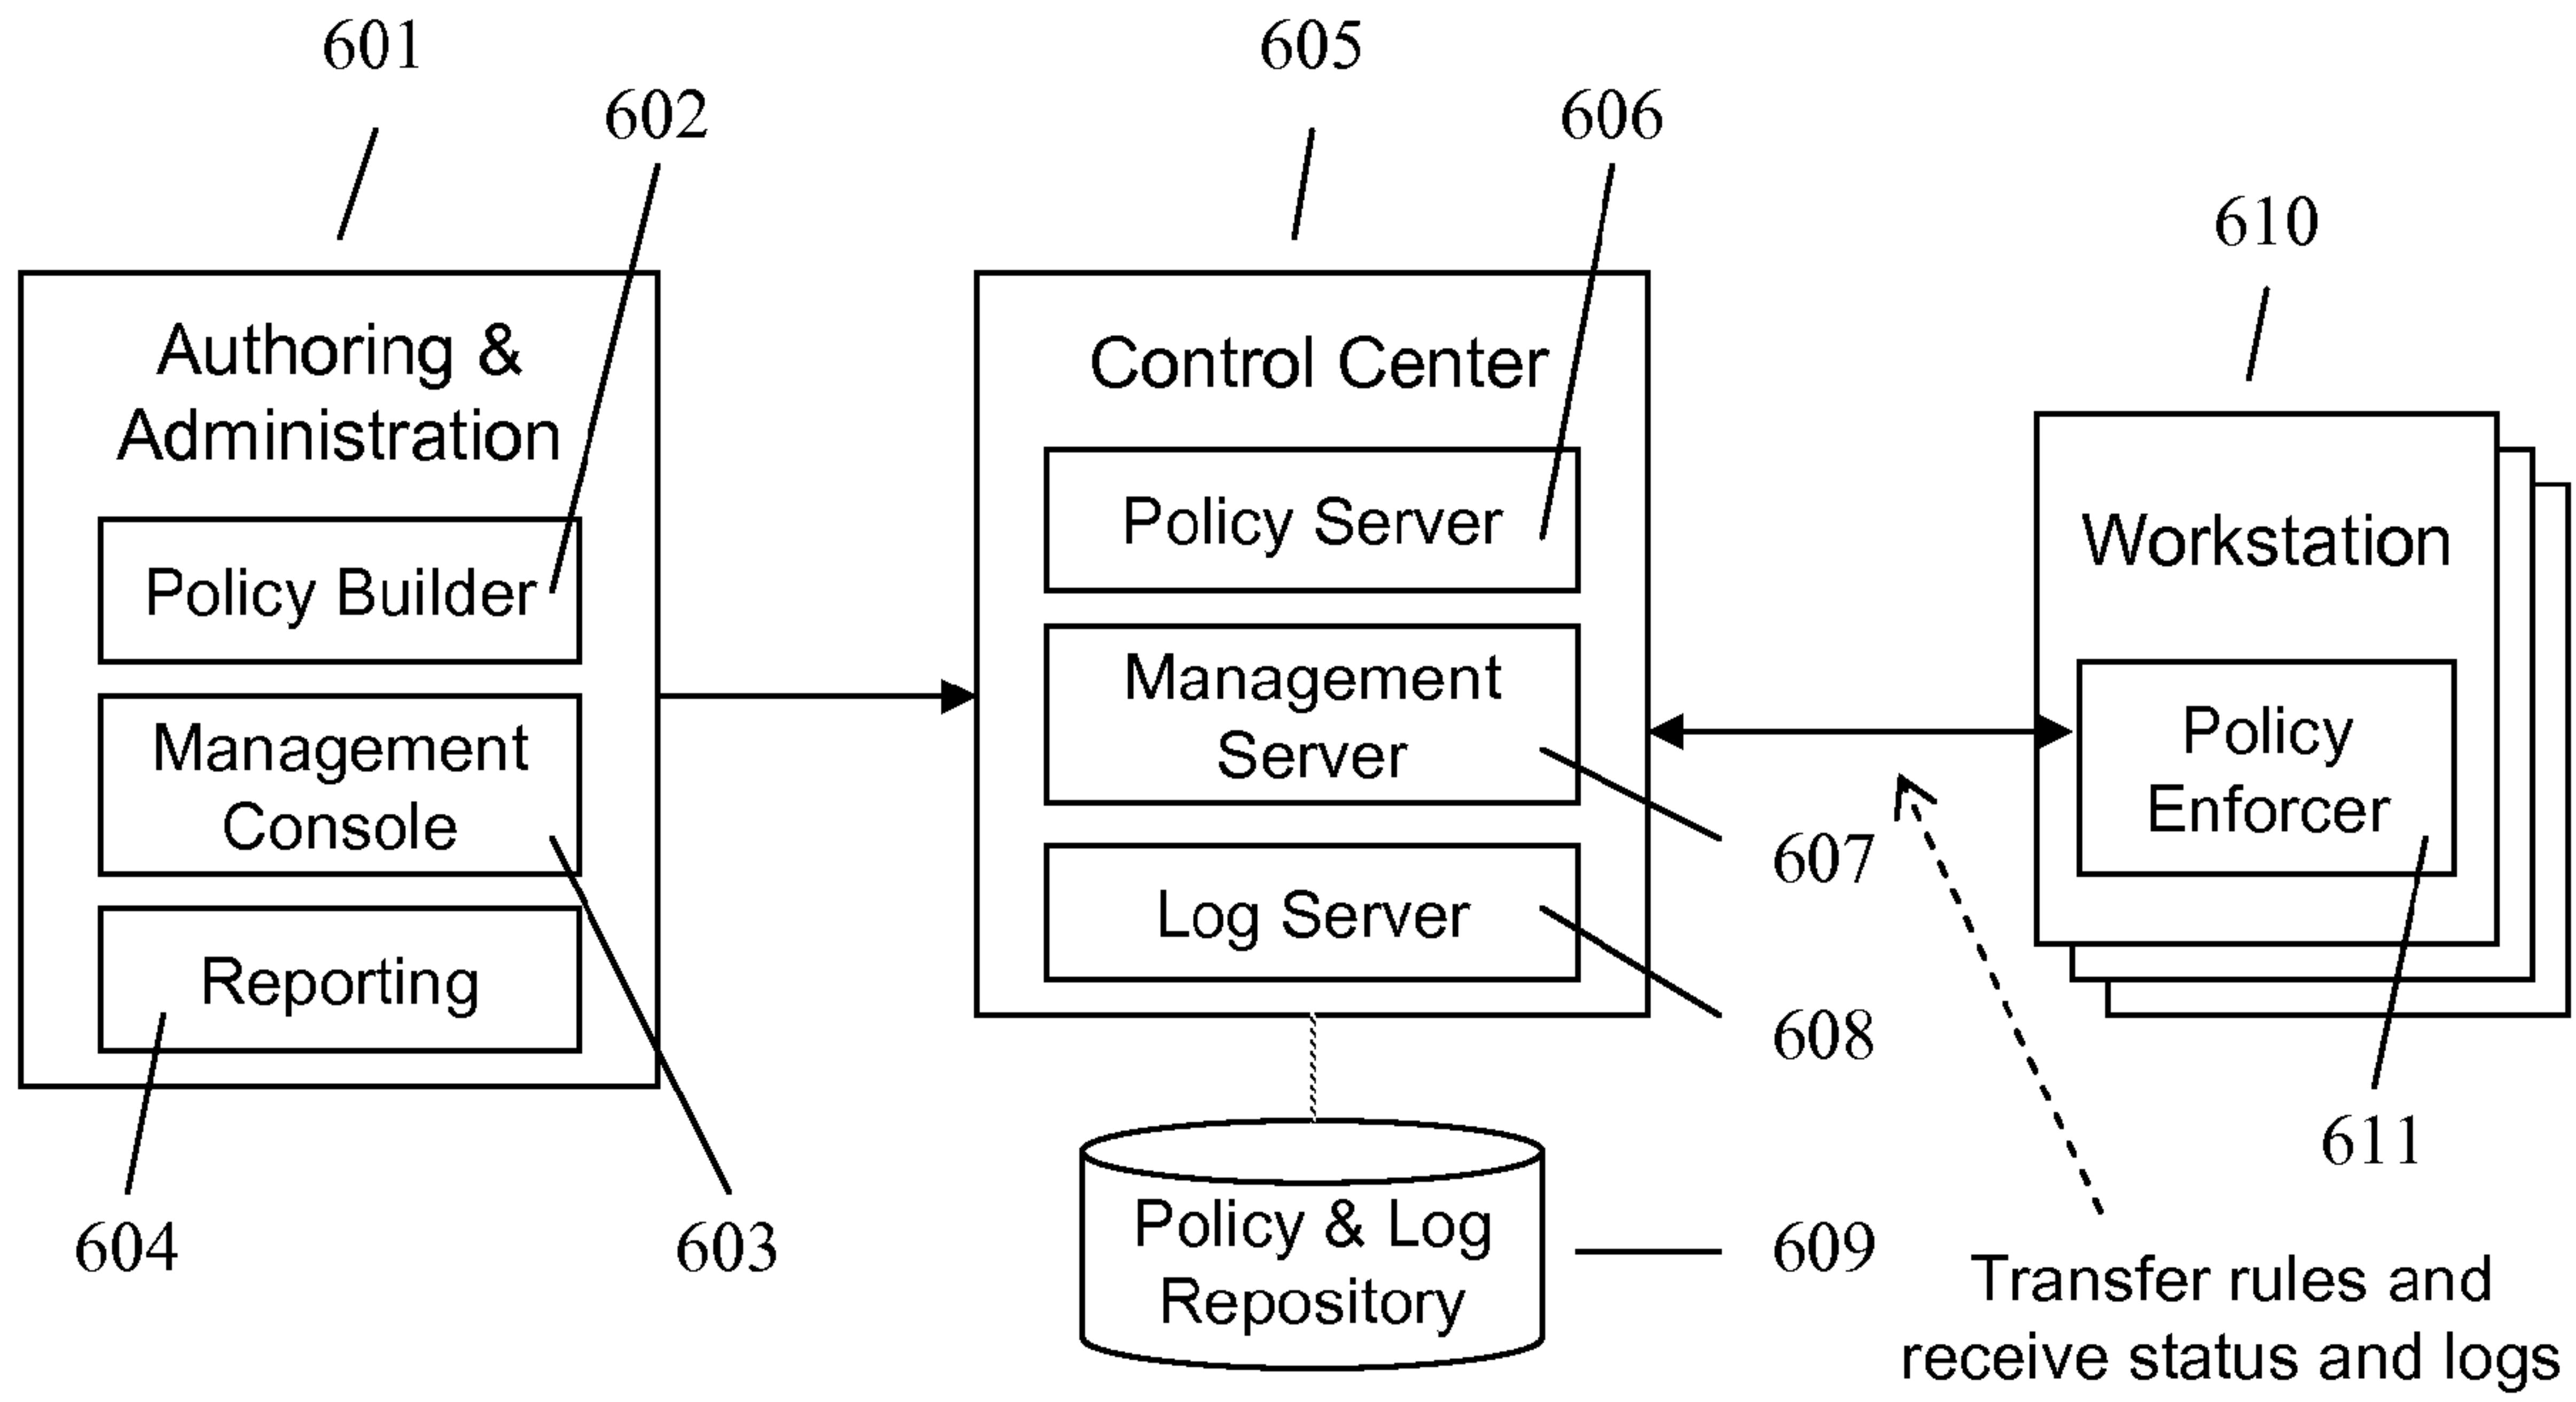 601
602
605
606
610
Authoring &
Administration
Policy Builder
Management
Console
Reporting
604
603
Control Center
Policy Server
Management
Server
Log Server
607
608
Policy & Log
Repository
609
Workstation
Policy
Enforcer
611
Transfer rules and
receive status and logs